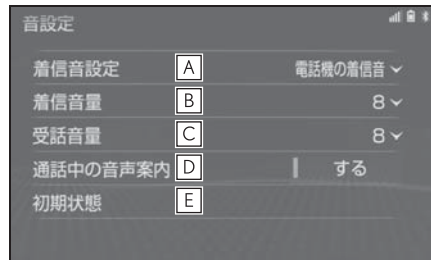 音設定
着信音設定 A 電話機の着信音
着信音量 B 8
受話音量 C 8
通話中の音声案内 D する
初期状態 E